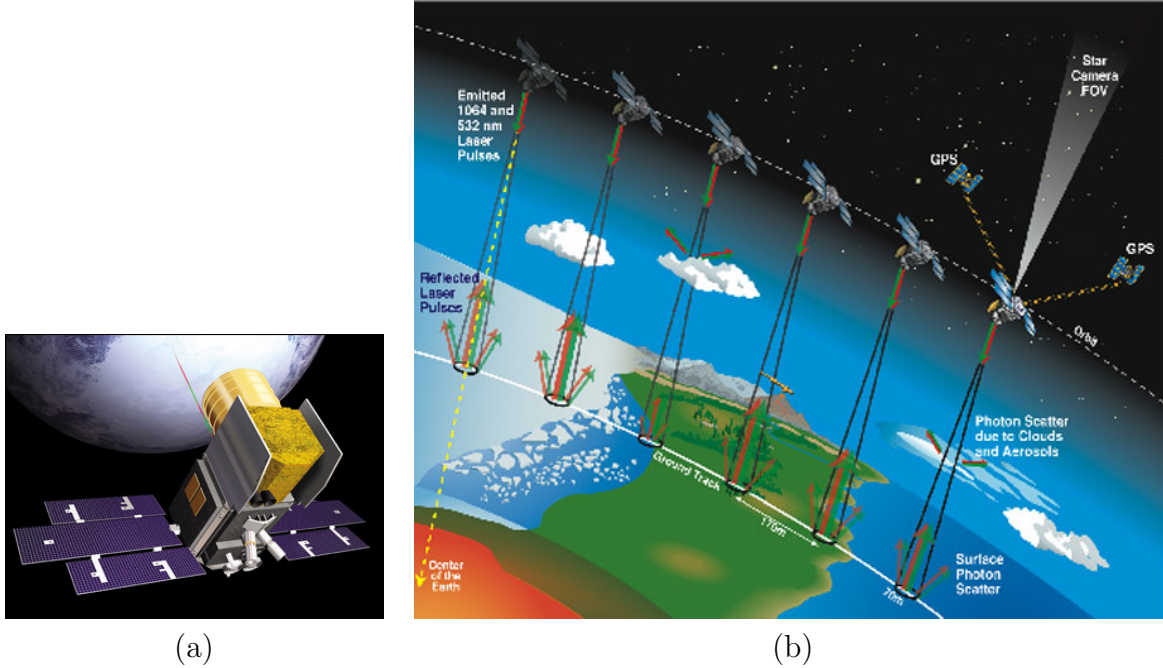 Star
Camera
FOV
Emitted
1064 and
532 nm
Laser
Pulses
GPS
GPS
Reflected
Laser
Pulses
Orbit
Photon Scatter
due to Clouds
and Aerosols
Ground Track
175m
Surface
Photon
Scatter
70m
Center
of the
Earth
(a)
(b)